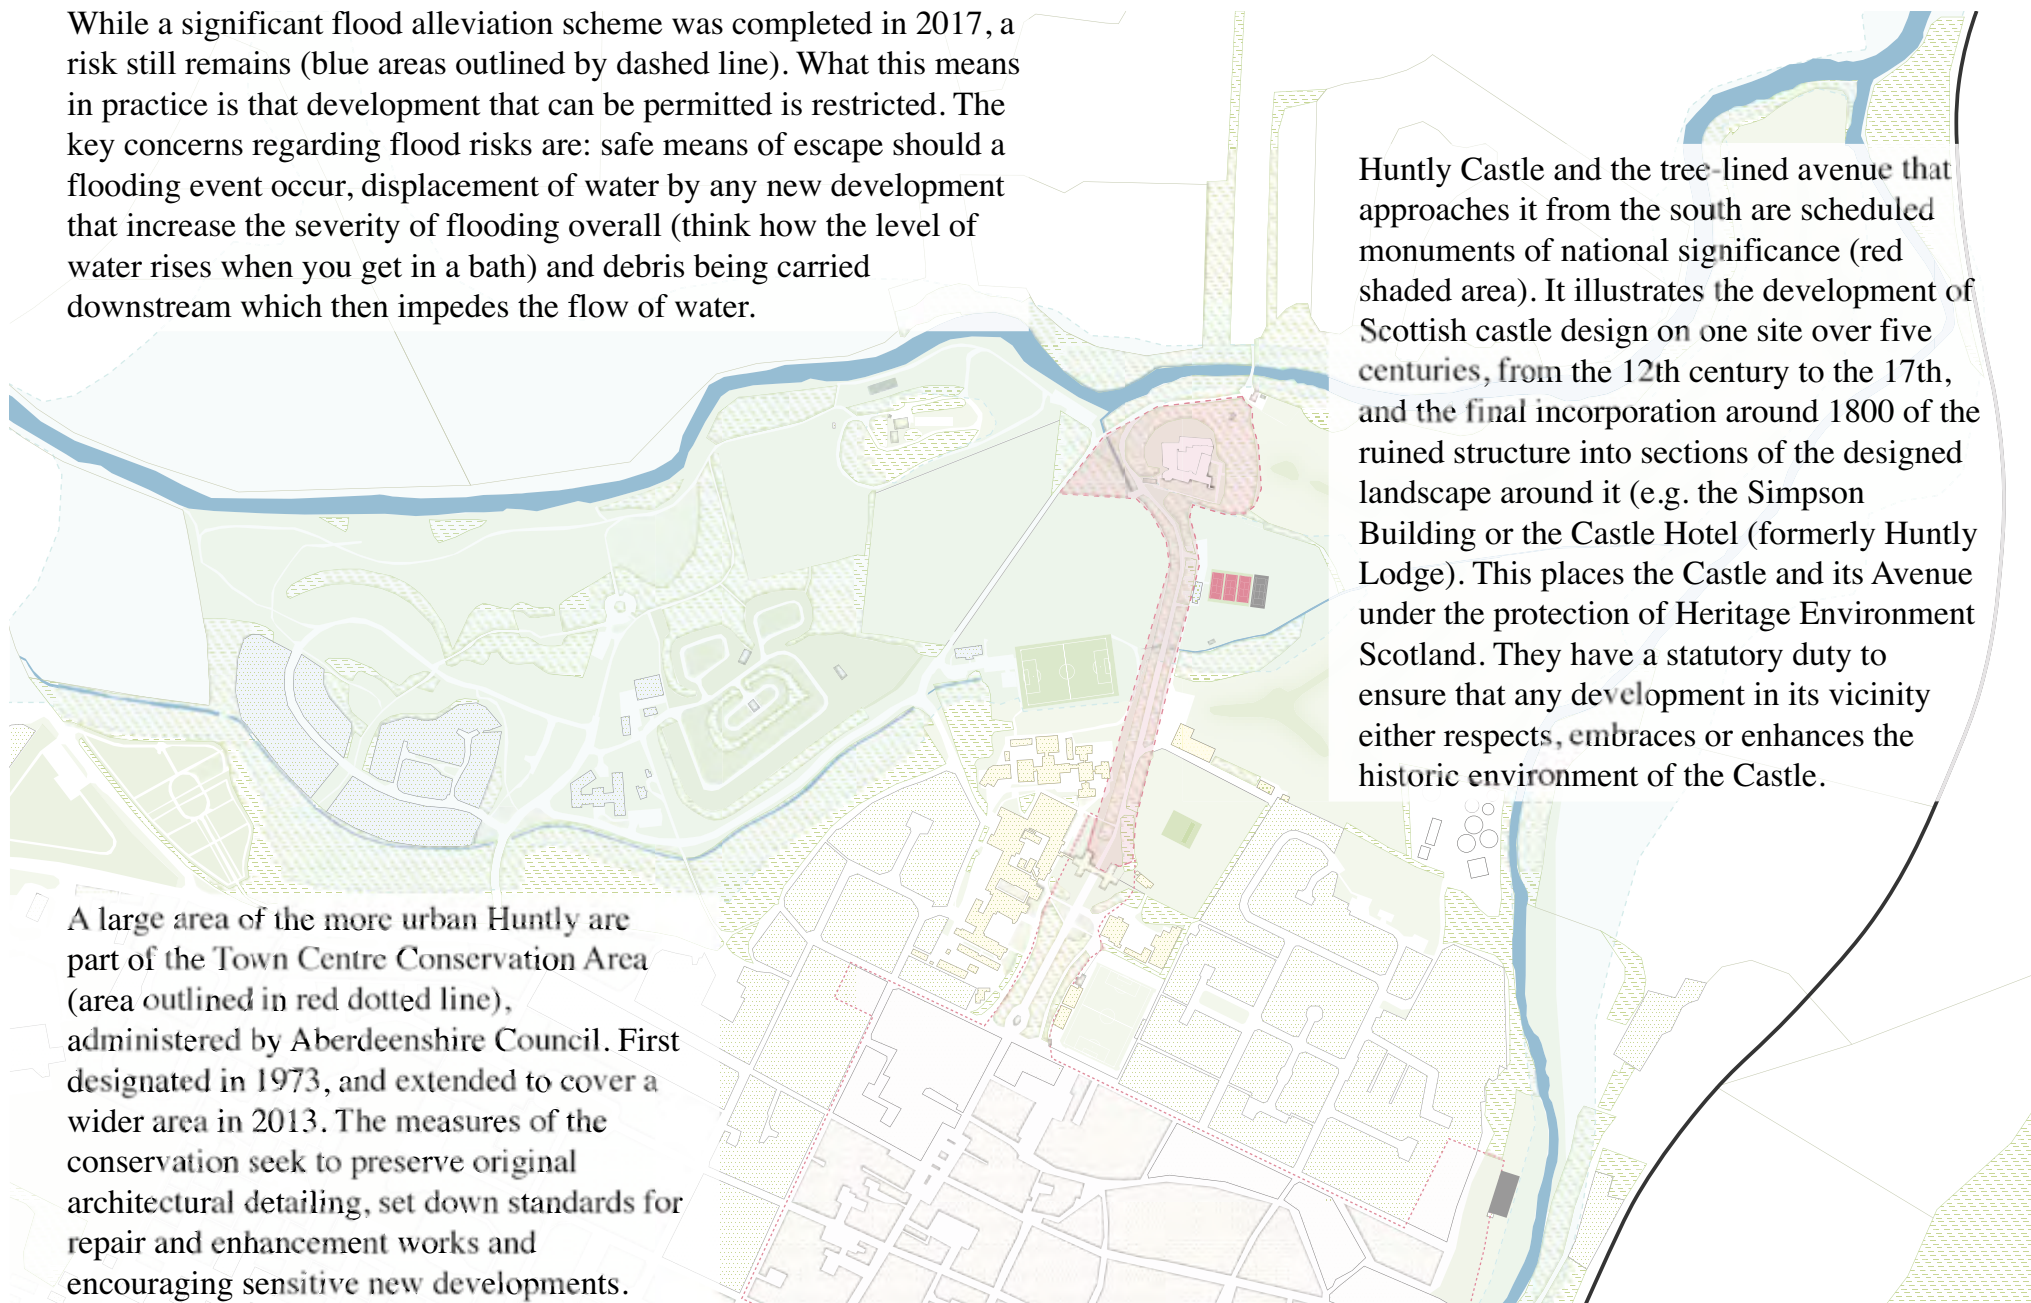 While a significant flood alleviation scheme was completed in 2017, a
risk still remains (blue areas outlined by dashed line). What this means
in practice is that development that can be permitted is restricted. The
key concerns regarding flood risks are: safe means of escape should a
flooding event occur, displacement of water by any new development
that increase the severity of flooding overall (think how the level of
water rises when you get in a bath) and debris being carried
downstream which then impedes the flow of water.
Huntly Castle and the tree-lined avenue that
approaches it from the south are scheduled
monuments of national significance (red
shaded area). It illustrates the development of
Scottish castle design on one site over five
centuries, from the 12th century to the 17th,
and the final incorporation around 1800 of the
ruined structure into sections of the designed
landscape around it (e.g. the Simpson
Building or the Castle Hotel (formerly Huntly
Lodge). This places the Castle and its Avenue
under the protection of Heritage Environment
Scotland. They have a statutory duty to
ensure that any development in its vicinity
either respects, embraces or enhances the
historic environment of the Castle.
A large area of the more urban Huntly are
part of the Town Centre Conservation Area
(area outlined in red dotted line),
administered by Aberdeenshire Council. First
designated in 1973, and extended to cover a
wider area in 2013. The measures of the
conservation seek to preserve original
architectural detailing, set down standards for
repair and enhancement works and
encouraging sensitive new developments.